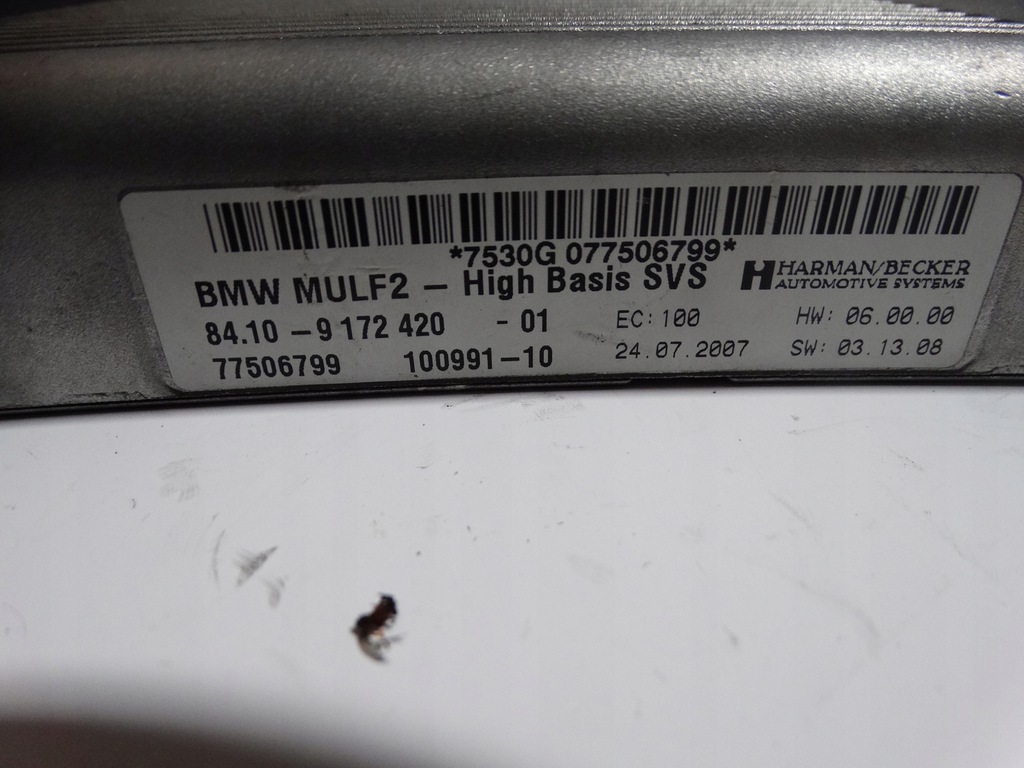 *7530G 077506799*
BMW MULF2 – High Basis SVS
HARMAN/BECKER
AUTOMOTIVE SYSTEMS
84.10 – 9 172 420 - 01 EC: 100 HW: 06.00.00
77506799 100991-10 24.07.2007 SW: 03.13.08